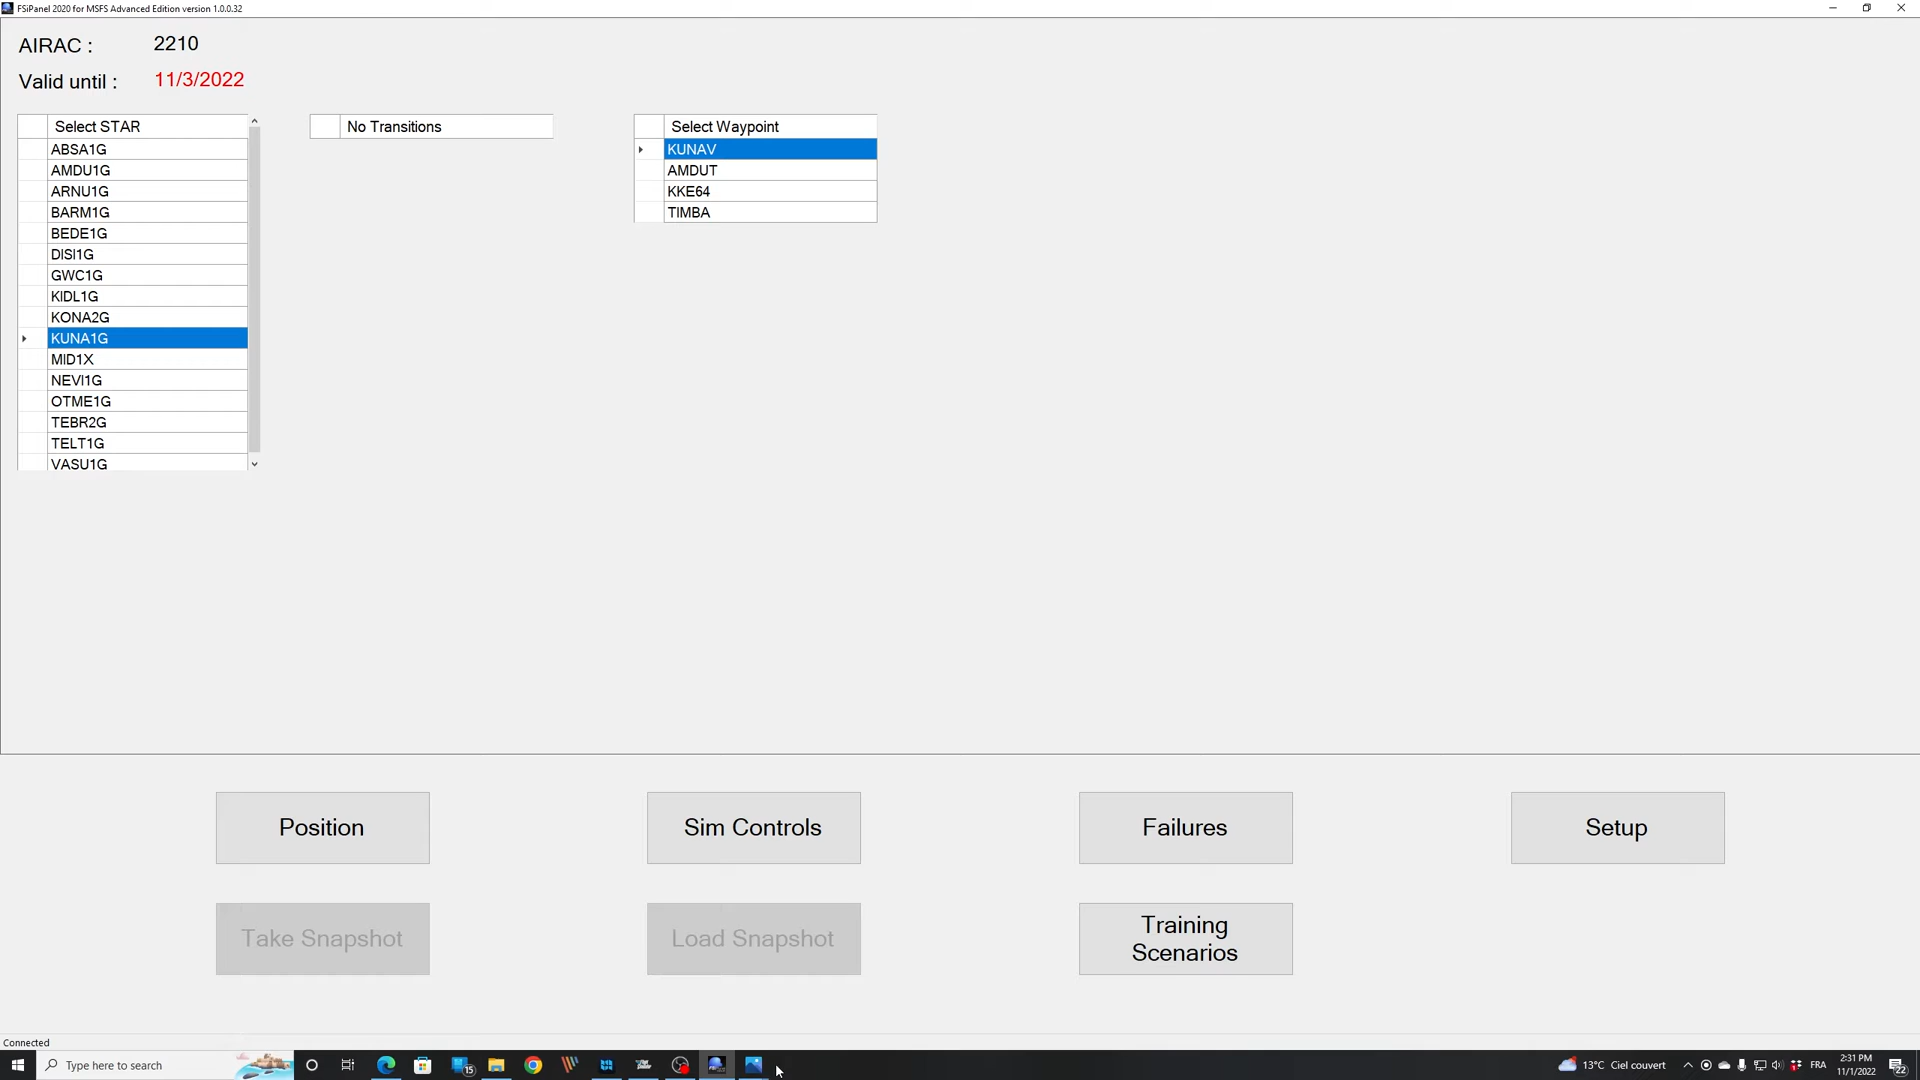 FSiPanel 2020 for MSFS Advanced Edition version 1.0.0.32
AIRAC : 2210
Valid until : 11/3/2022
Select STAR
ABSA1G
AMDU1G
ARNU1G
BARM1G
BEDE1G
DISI1G
GWC1G
KIDL1G
KONA2G
KUNA1G
MID1X
NEVI1G
OTME1G
TEBR2G
TELT1G
VASU1G
No Transitions
Select Waypoint
KUNAV
AMDUT
KKE64
TIMBA
Position
Sim Controls
Failures
Setup
Take Snapshot
Load Snapshot
Training
Scenarios
Connected
Type here to search
15
13°C Ciel couvert
FRA
2:31 PM
11/1/2022
22